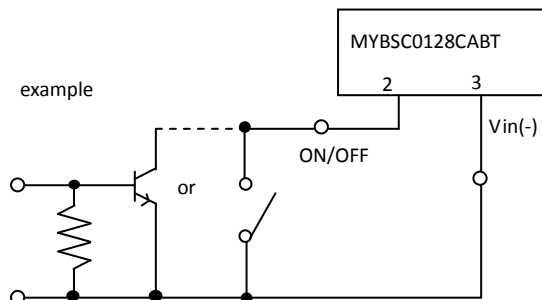 MYBSC0128CABT
2 3
example
Vin(-)
ON/OFF
or